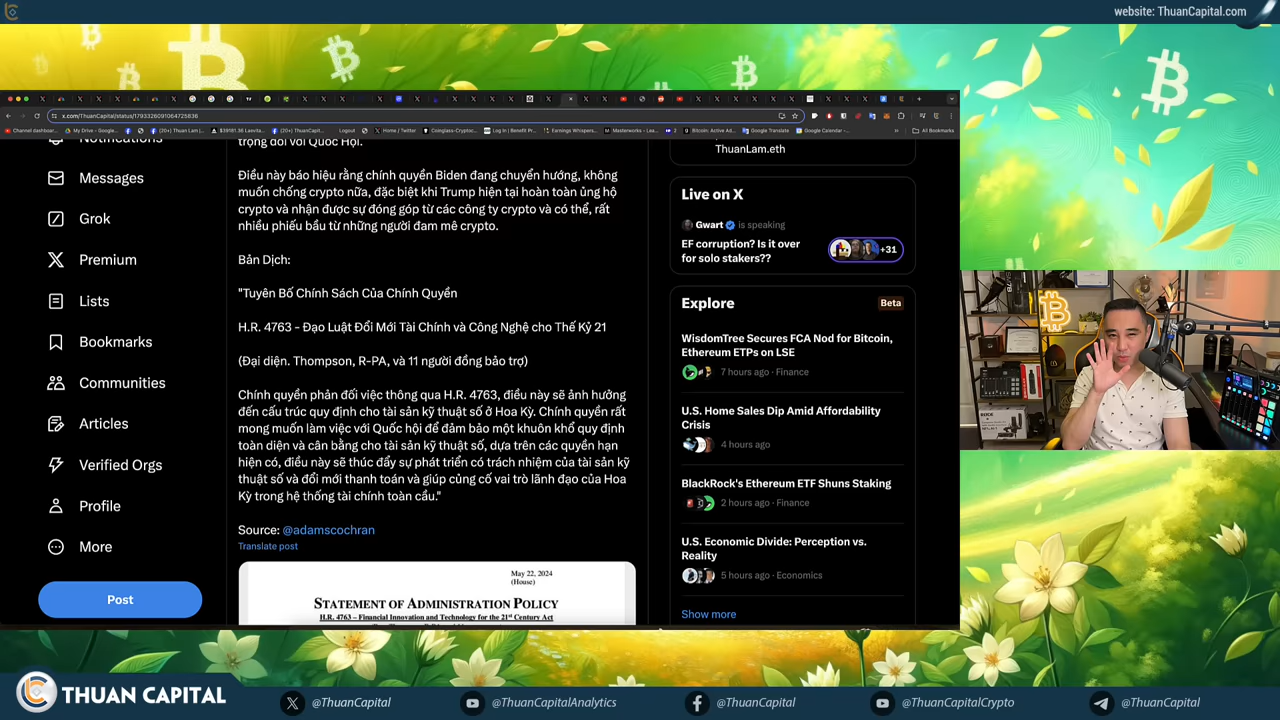 website: ThuanCapital.com
x.com/ThuanCapital/status/1793326091064725836
Notifications
Messages
Grok
Premium
Lists
Bookmarks
Communities
Articles
Verified Orgs
Profile
More
Post
trọng đối với Quốc Hội.
Điều này báo hiệu rằng chính quyền Biden đang chuyển hướng, không
muốn chống crypto nữa, đặc biệt khi Trump hiện tại hoàn toàn ủng hộ
crypto và nhận được sự đóng góp từ các công ty crypto và có thể, rất
nhiều phiếu bầu từ những người đam mê crypto.
Bản Dịch:
"Tuyên Bố Chính Sách Của Chính Quyền
H.R. 4763 - Đạo Luật Đổi Mới Tài Chính và Công Nghệ cho Thế Kỷ 21
(Đại diện. Thompson, R-PA, và 11 người đồng bảo trợ)
Chính quyền phản đối việc thông qua H.R. 4763, điều này sẽ ảnh hưởng
đến cấu trúc quy định cho tài sản kỹ thuật số ở Hoa Kỳ. Chính quyền rất
mong muốn làm việc với Quốc hội để đảm bảo một khuôn khổ quy định
toàn diện và cân bằng cho tài sản kỹ thuật số, dựa trên các quyền hạn
hiện có, điều này sẽ thúc đẩy sự phát triển có trách nhiệm của tài sản kỹ
thuật số và đổi mới thanh toán và giúp củng cố vai trò lãnh đạo của Hoa
Kỳ trong hệ thống tài chính toàn cầu."
Source: @adamscochran
Translate post
May 22, 2024
(House)
STATEMENT OF ADMINISTRATION POLICY
H.R. 4763 – Financial Innovation and Technology for the 21st Century Act
ThuanLam.eth
Live on X
Gwart is speaking
EF corruption? Is it over
for solo stakers??
+31
Explore
Beta
WisdomTree Secures FCA Nod for Bitcoin,
Ethereum ETPs on LSE
7 hours ago · Finance
U.S. Home Sales Dip Amid Affordability
Crisis
4 hours ago
BlackRock's Ethereum ETF Shuns Staking
2 hours ago · Finance
U.S. Economic Divide: Perception vs.
Reality
5 hours ago · Economics
Show more
THUAN CAPITAL
@ThuanCapital
@ThuanCapitalAnalytics
@ThuanCapital
@ThuanCapitalCrypto
@ThuanCapital